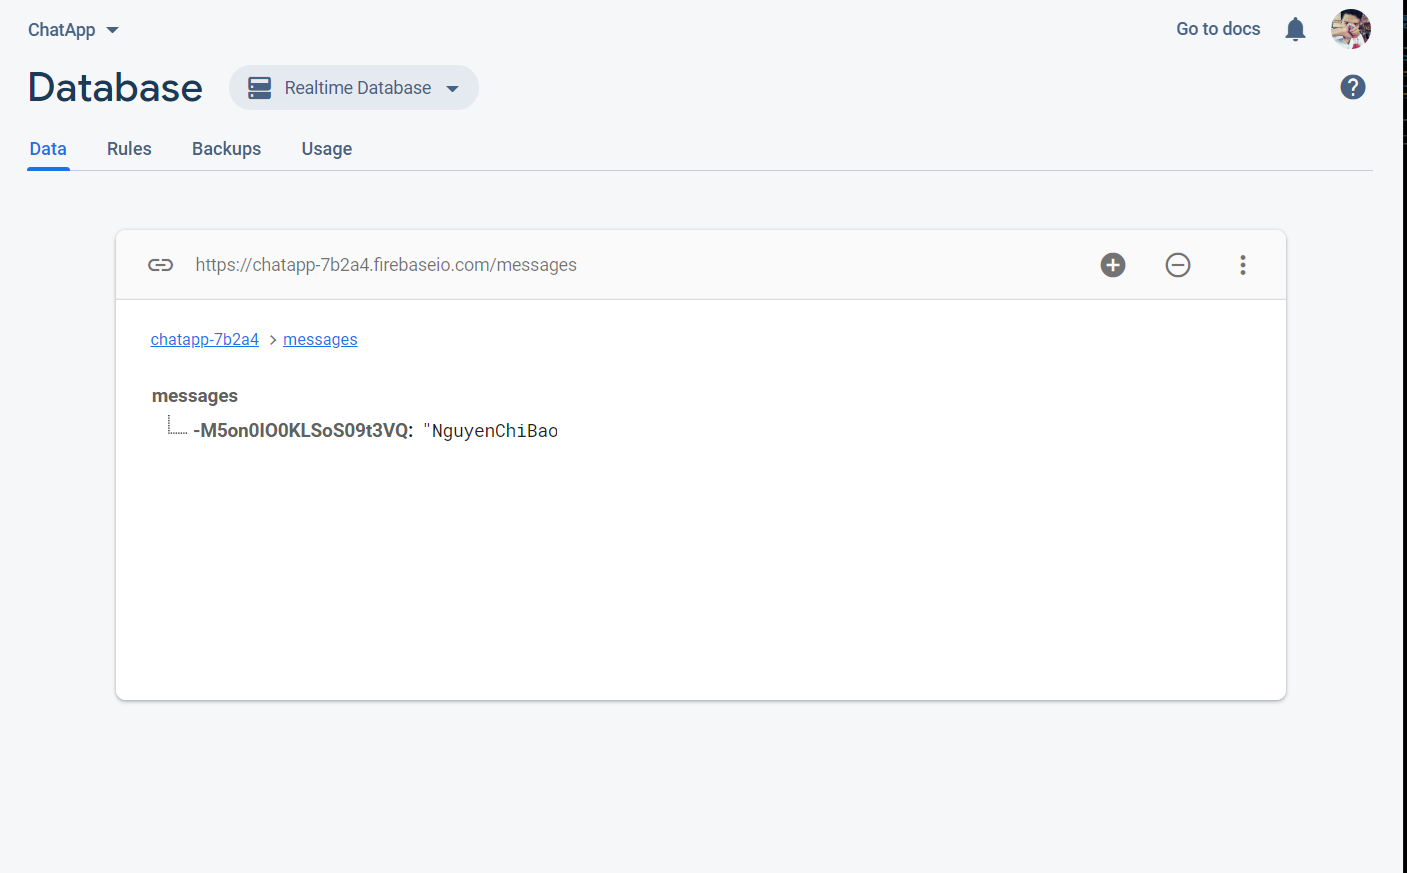 ChatApp
Go to docs
Database
Realtime Database
?
Data Rules Backups Usage
https://chatapp-7b2a4.firebaseio.com/messages
chatapp-7b2a4 > messages
messages
-M5on0IO0KLSoS09t3VQ: "NguyenChiBao